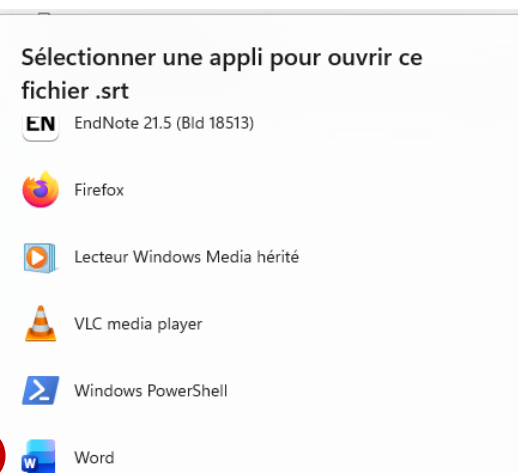 Sélectionner une appli pour ouvrir ce
fichier .srt
EN EndNote 21.5 (Bld 18513)
Firefox
Lecteur Windows Media hérité
VLC media player
Windows PowerShell
W Word